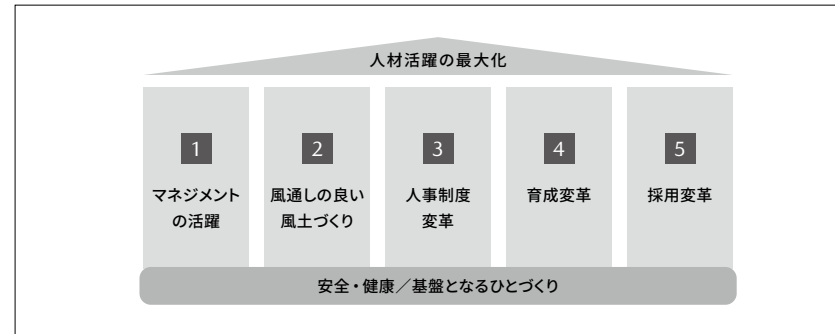 人材活躍の最大化
1
マネジメント
の活躍
2
風通しの良い
風土づくり
3
人事制度
変革
4
育成変革
5
採用変革
安全・健康／基盤となるひとづくり